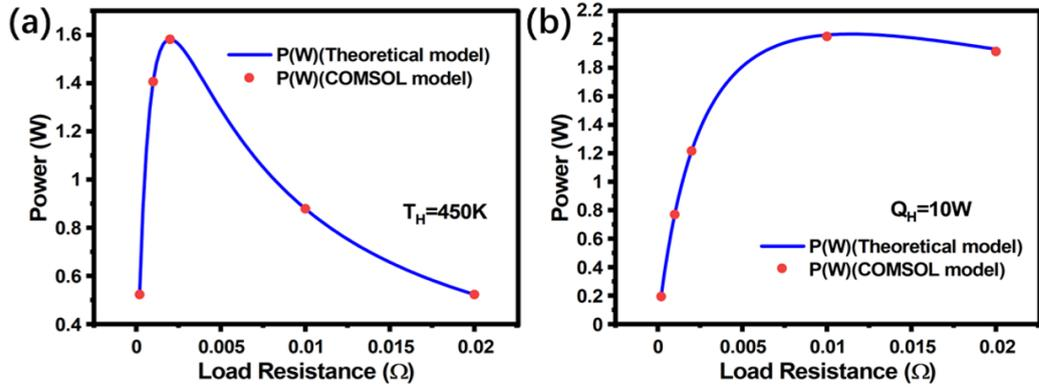 (a)
1.6
1.4
1.2
1
0.8
0.6
0.4
Power (W)
P(W)(Theoretical model)
P(W)(COMSOL model)
T_H=450K
0 0.005 0.01 0.015 0.02
Load Resistance (Ω)
(b)
2.2
2
1.8
1.6
1.4
1.2
1
0.8
0.6
0.4
0.2
0
Power (W)
Q_H=10W
P(W)(Theoretical model)
P(W)(COMSOL model)
0 0.005 0.01 0.015 0.02
Load Resistance (Ω)